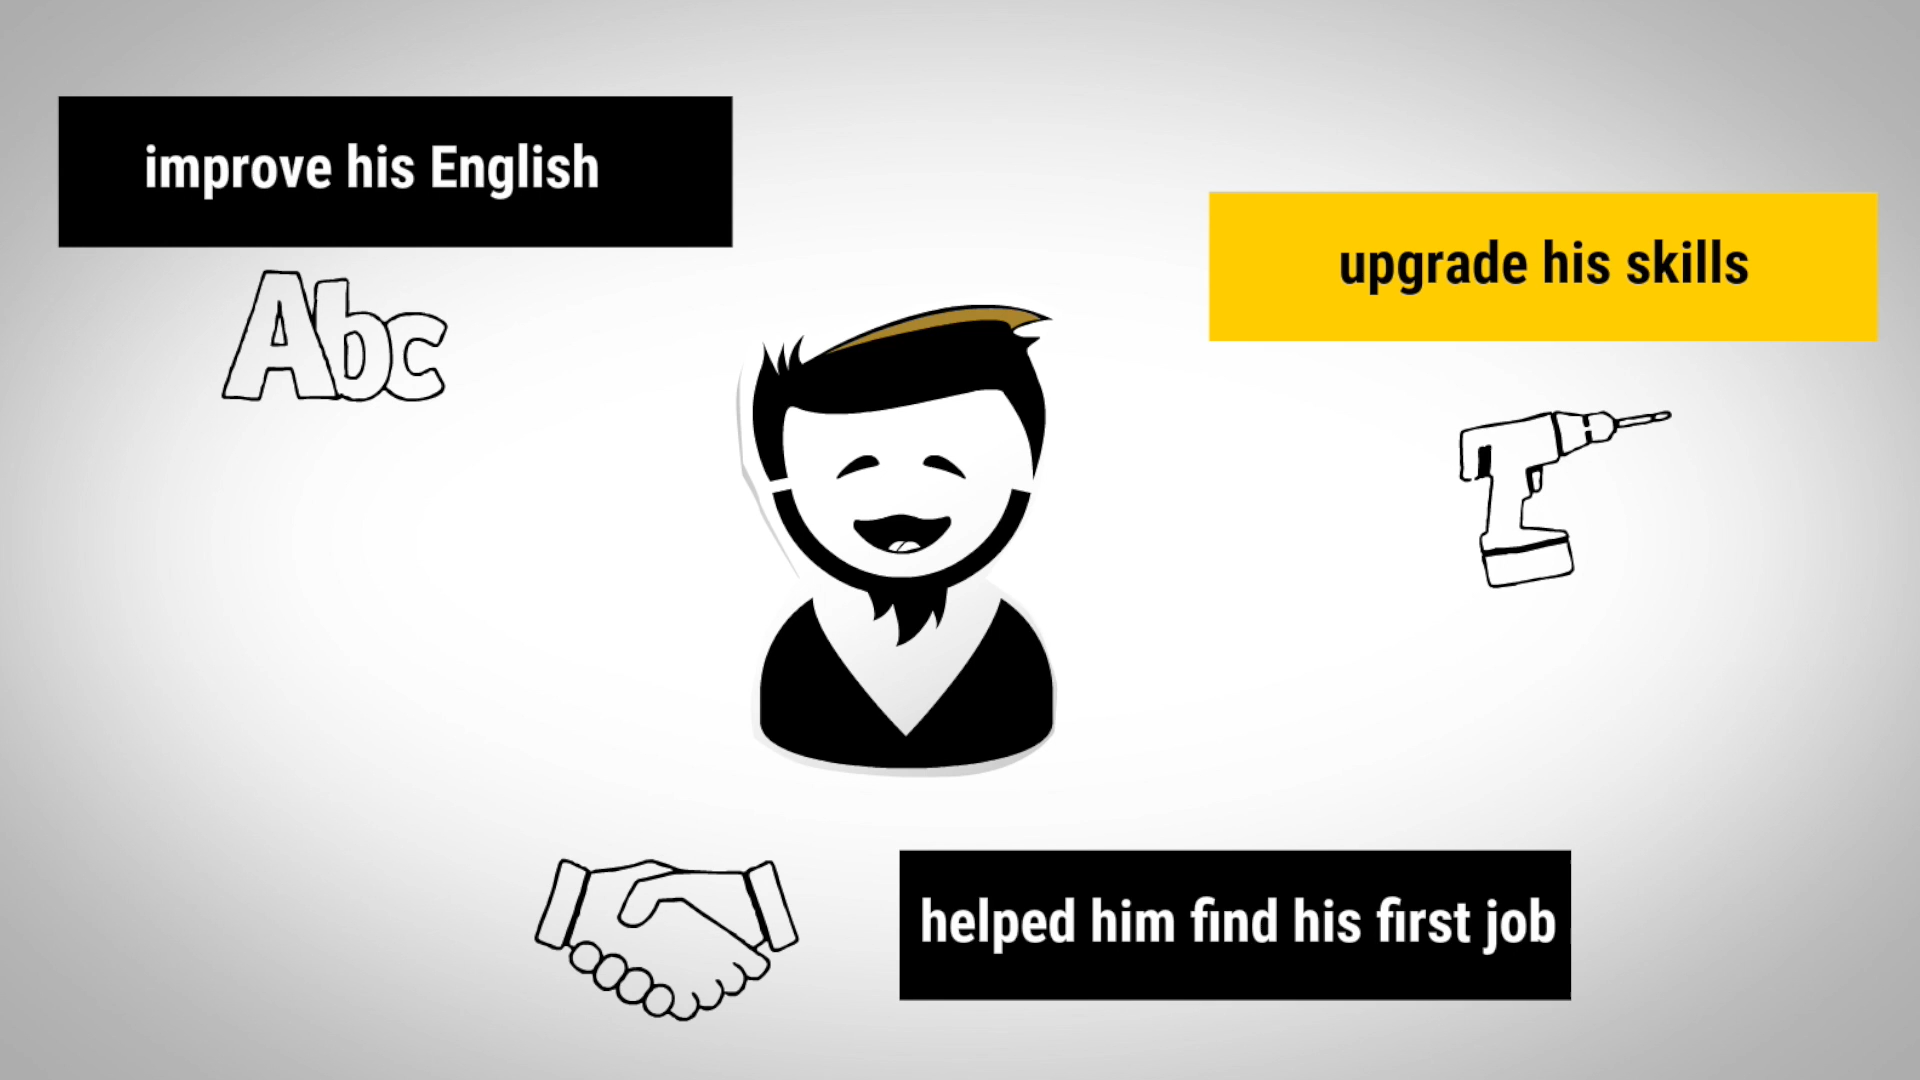 improve his English
upgrade his skills
Abc
helped him find his first job